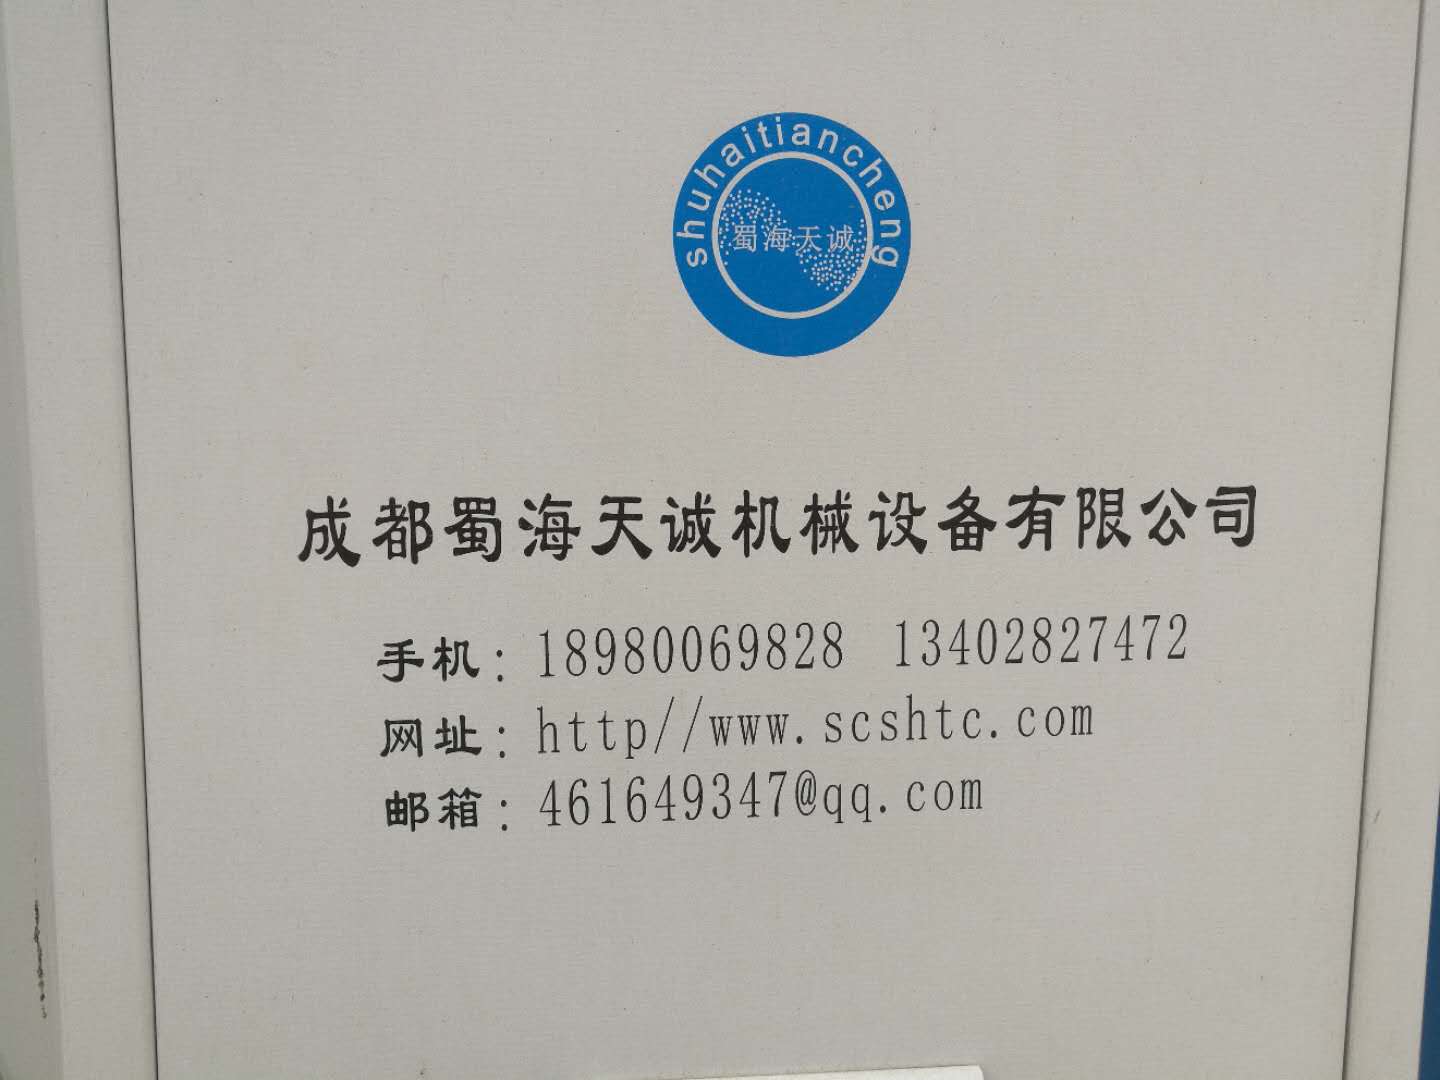 shuhaitiancheng
蜀海天诚
成都蜀海天诚机械设备有限公司
手机：18980069828 13402827472
网址：http//www.scshtc.com
邮箱：461649347@qq.com